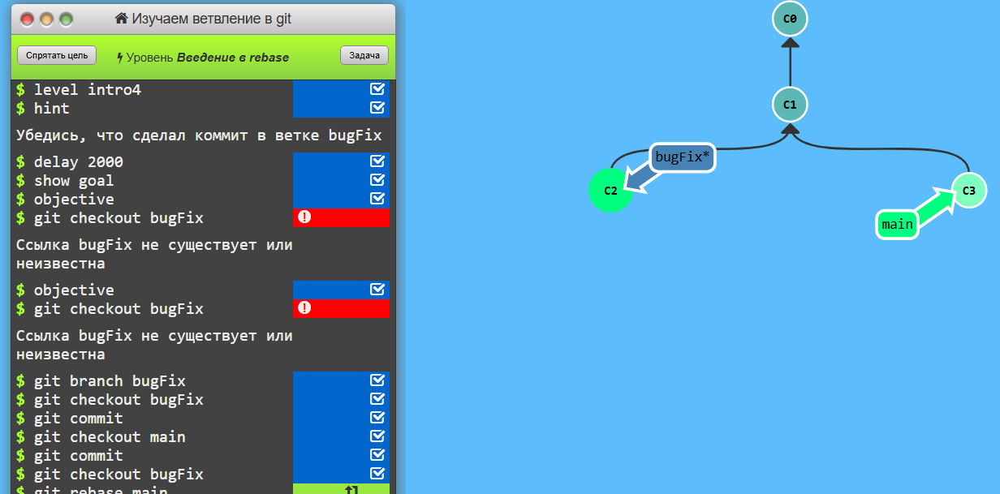 Изучаем ветвление в git
Спрятать цель
Уровень Введение в rebase
Задача
$ level intro4
$ hint
Убедись, что сделал коммит в ветке bugFix
$ delay 2000
$ show goal
$ objective
$ git checkout bugFix
Ссылка bugFix не существует или
неизвестна
$ objective
$ git checkout bugFix
Ссылка bugFix не существует или
неизвестна
$ git branch bugFix
$ git checkout bugFix
$ git commit
$ git checkout main
$ git commit
$ git checkout bugFix
$ git rebase main
C0
C1
bugFix*
C2
C3
main